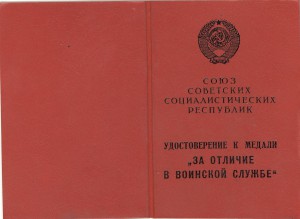 СОЮЗ
СОВЕТСКИХ
СОЦИАЛИСТИЧЕСКИХ
РЕСПУБЛИК
УДОСТОВЕРЕНИЕ К МЕДАЛИ
„ЗА ОТЛИЧИЕ
В ВОИНСКОЙ СЛУЖБЕ“